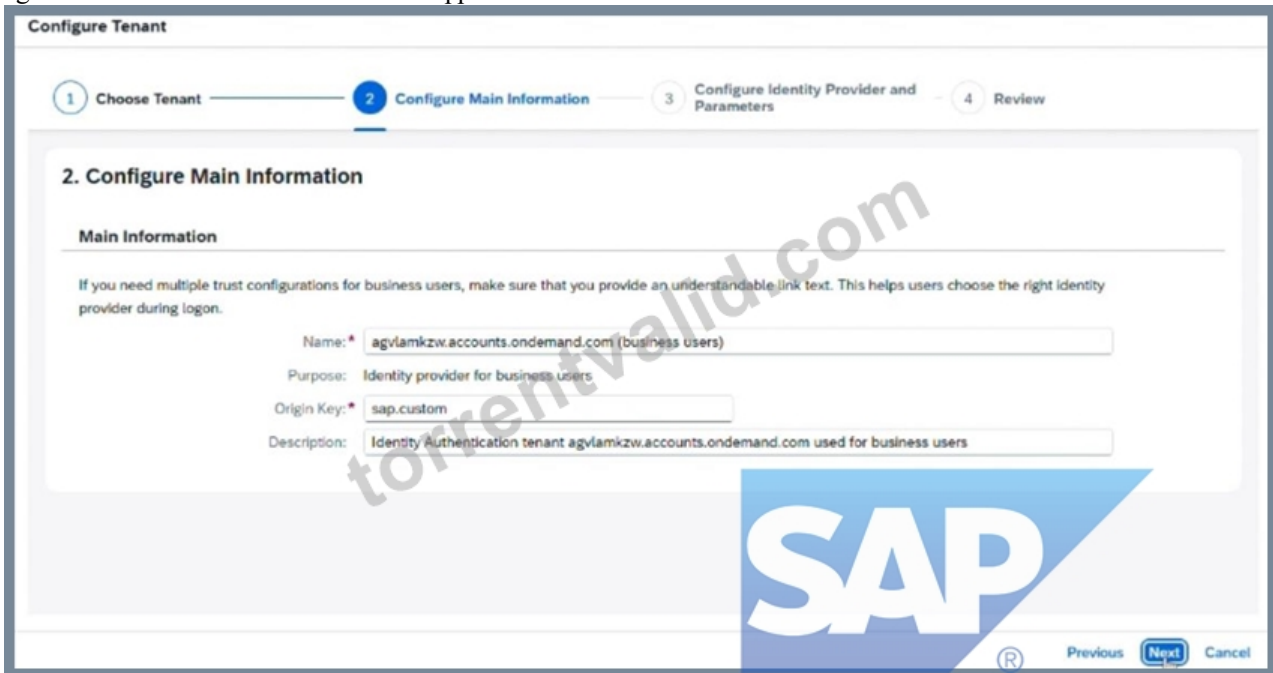 Configure Tenant
1 Choose Tenant
2 Configure Main Information
3 Configure Identity Provider and
Parameters
4 Review
2. Configure Main Information
Main Information
If you need multiple trust configurations for business users, make sure that you provide an understandable link text. This helps users choose the right identity
provider during logon.
Name:* agvlamkzw.accounts.ondemand.com (business users)
Purpose: Identity provider for business users
Origin Key:* sap.custom
Description: Identity Authentication tenant agvlamkzw.accounts.ondemand.com used for business users
torrentvalid.com
SAP
®
Previous Next Cancel